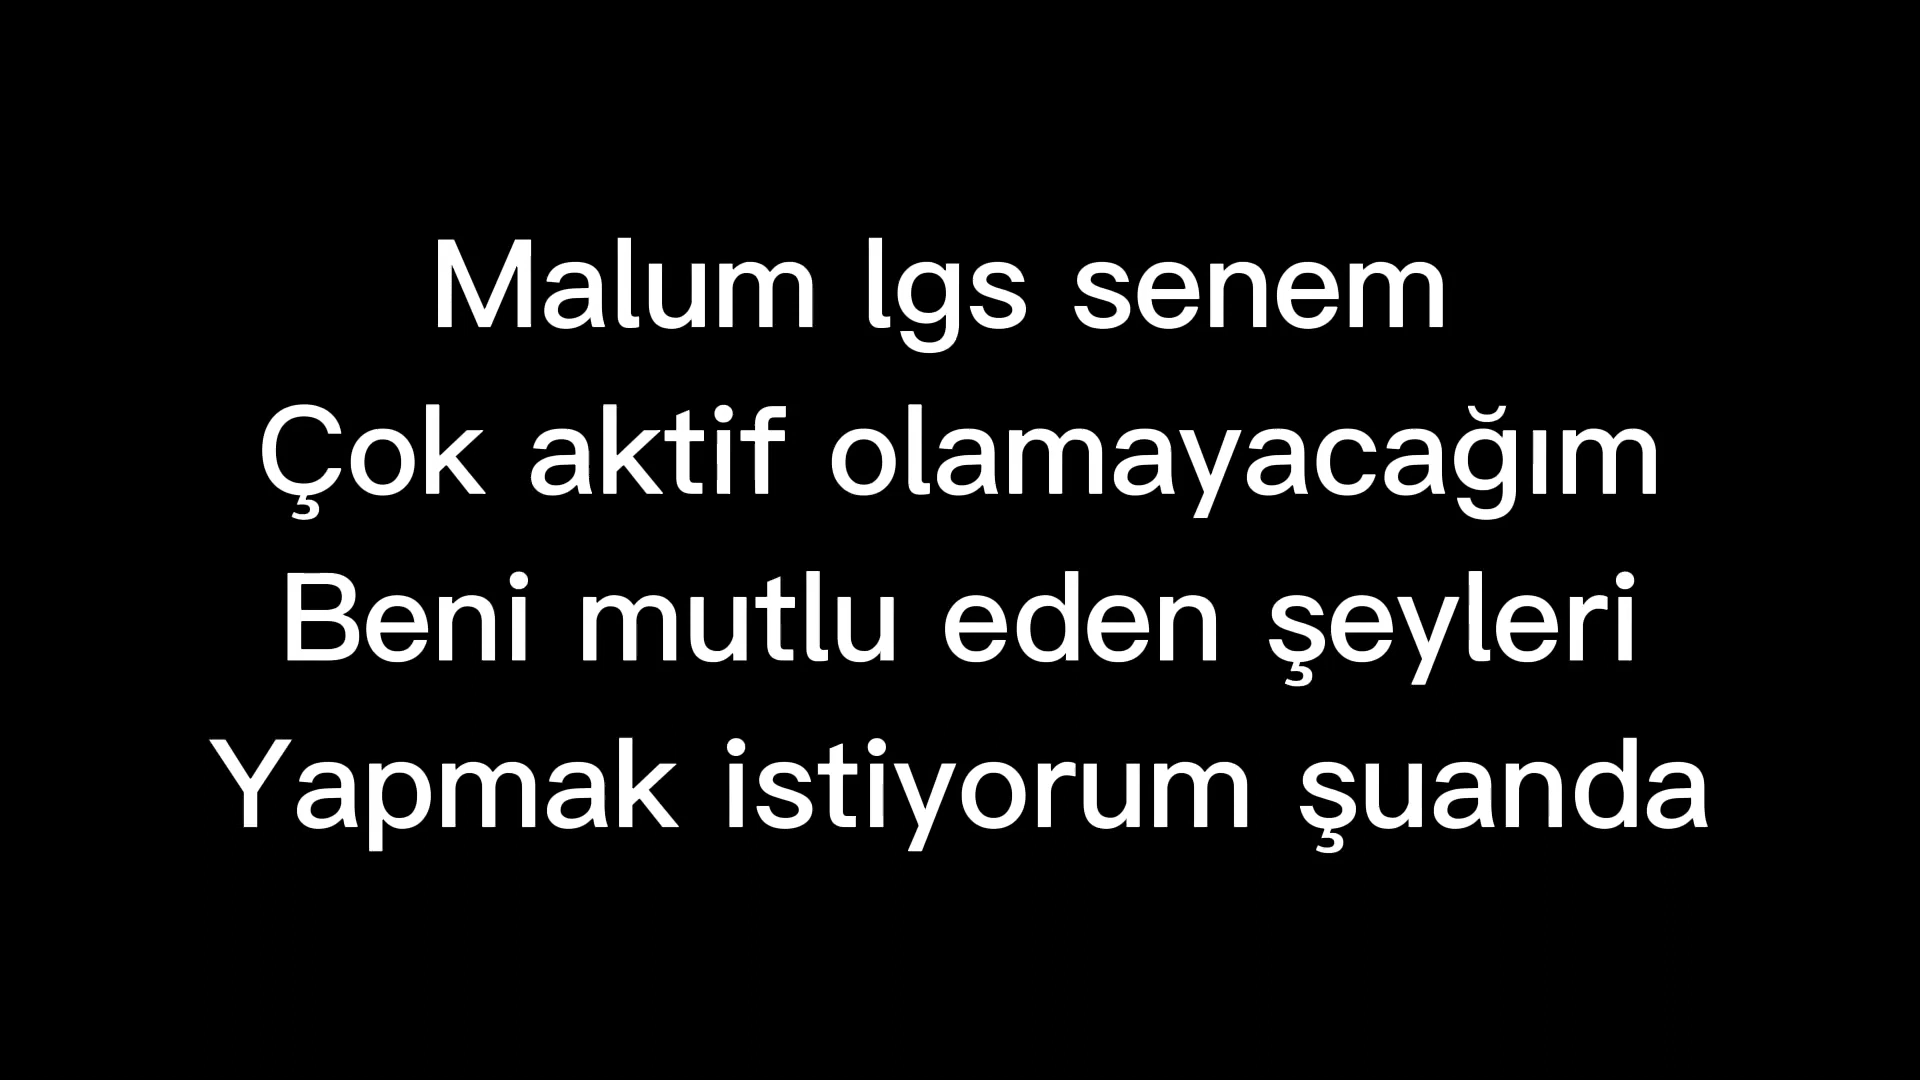 Malum lgs senem
Çok aktif olamayacağım
Beni mutlu eden şeyleri
Yapmak istiyorum şuanda